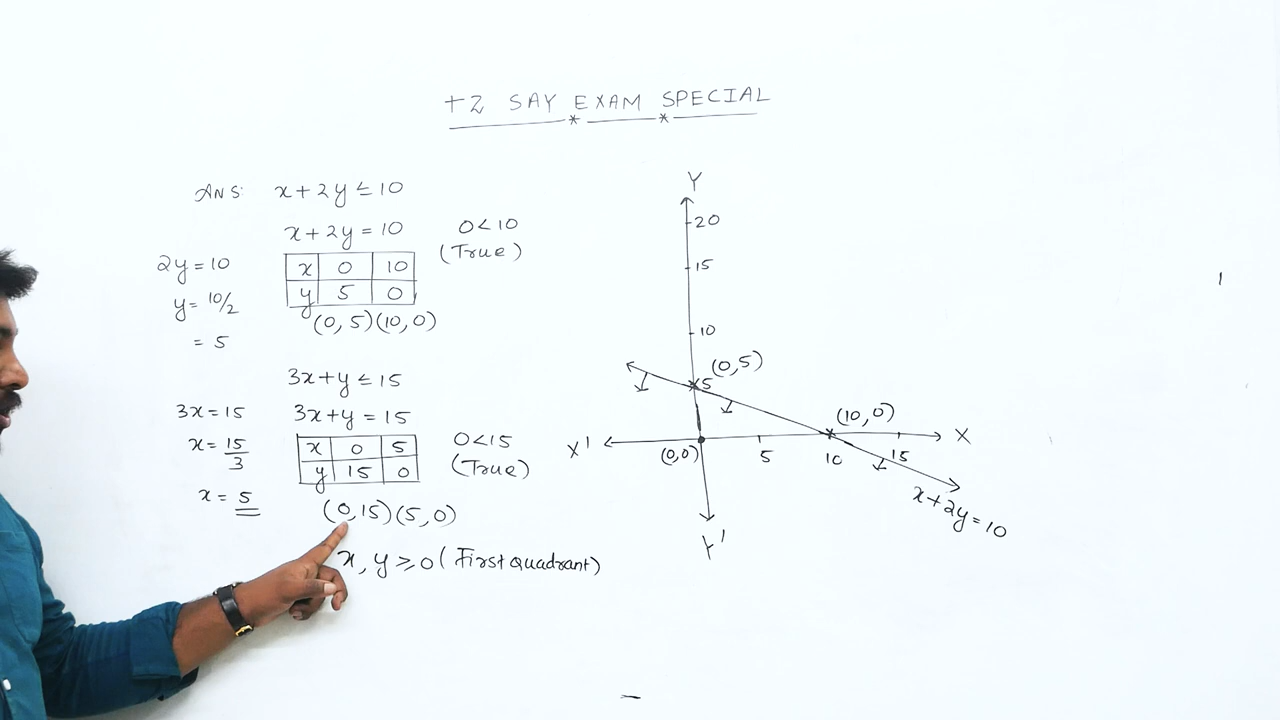 +2 SAY EXAM SPECIAL
ANS: x+2y≤10
x+2y=10
0<10
(True)
2y=10
y=10/2
=5
x 0 10
y 5 0
(0,5)(10,0)
3x+y≤15
3x=15
3x+y=15
x=15/3
x=5
x 0 5
y 15 0
0<15
(True)
(0,15)(5,0)
x, y≥0 (First quadrant)
Y
20
15
10
5
(0,5)
(10,0)
X'
X
(0,0)
5
10
15
x+2y=10
Y'